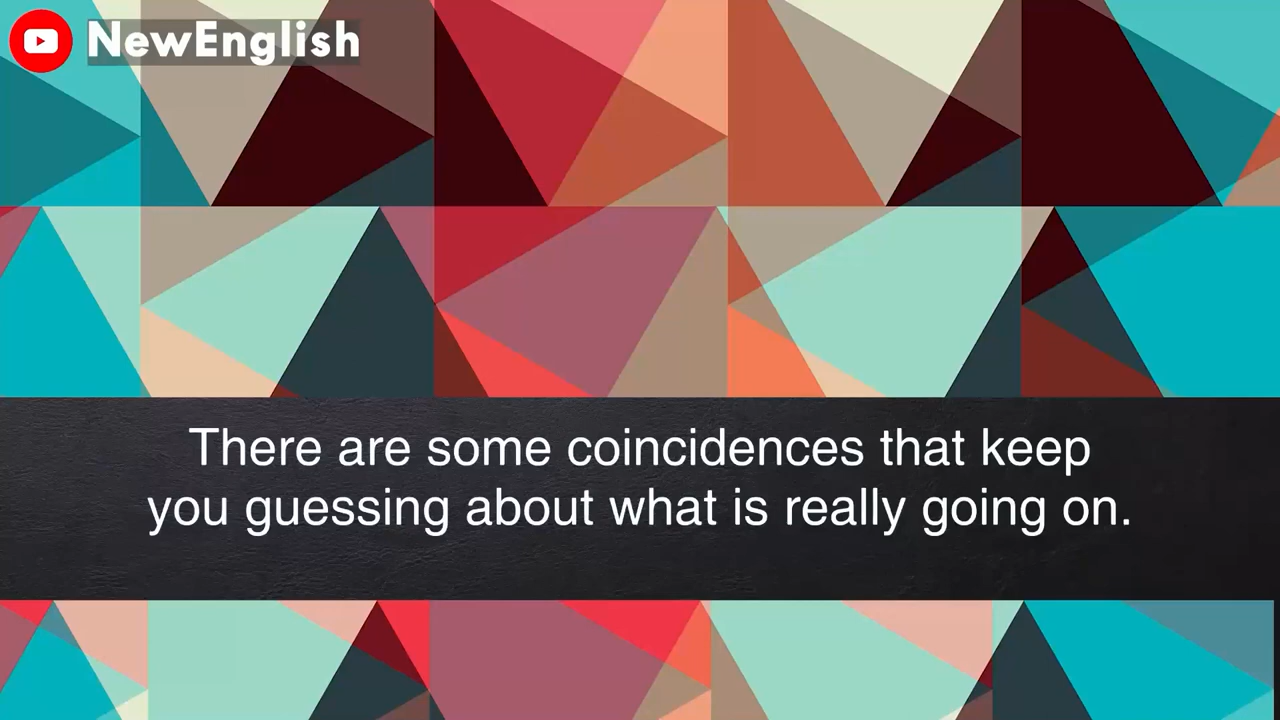 NewEnglish
There are some coincidences that keep
you guessing about what is really going on.